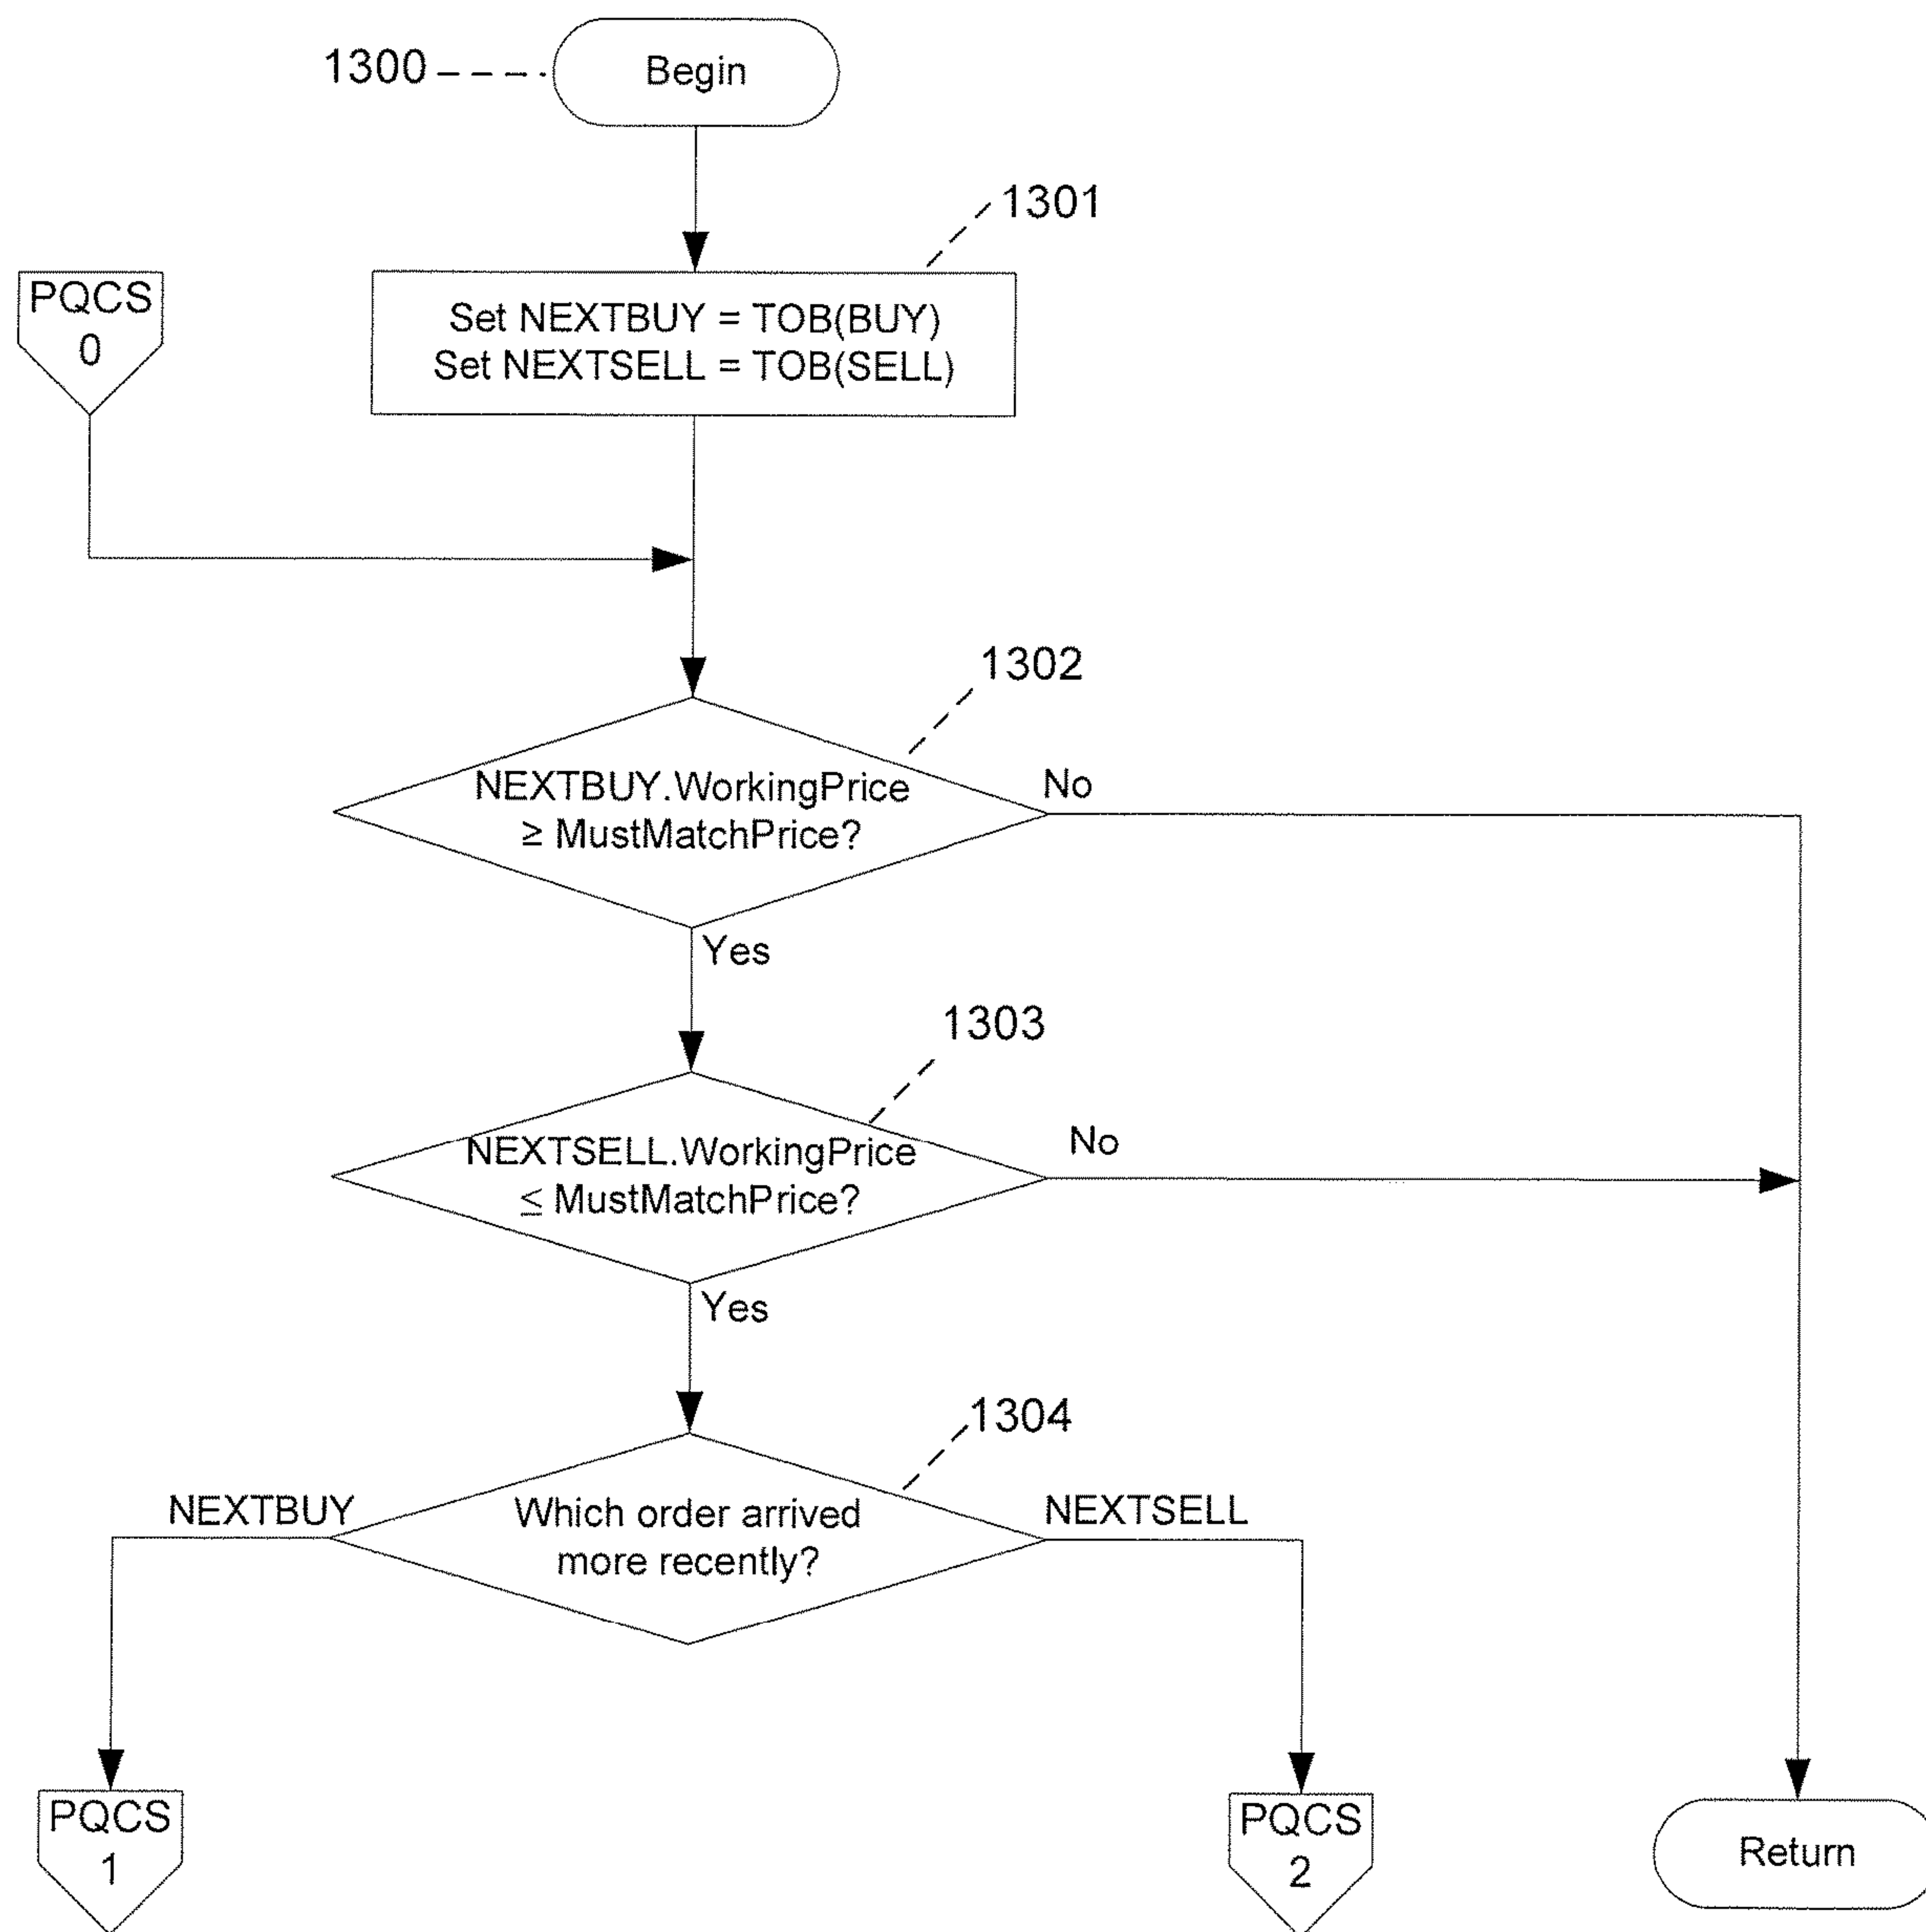 1300
Begin
1301
PQCS
0
Set NEXTBUY = TOB(BUY)
Set NEXTSELL = TOB(SELL)
1302
NEXTBUY.WorkingPrice
≥ MustMatchPrice?
No
Yes
1303
NEXTSELL.WorkingPrice
≤ MustMatchPrice?
No
Yes
1304
NEXTBUY
Which order arrived
more recently?
NEXTSELL
PQCS
1
PQCS
2
Return